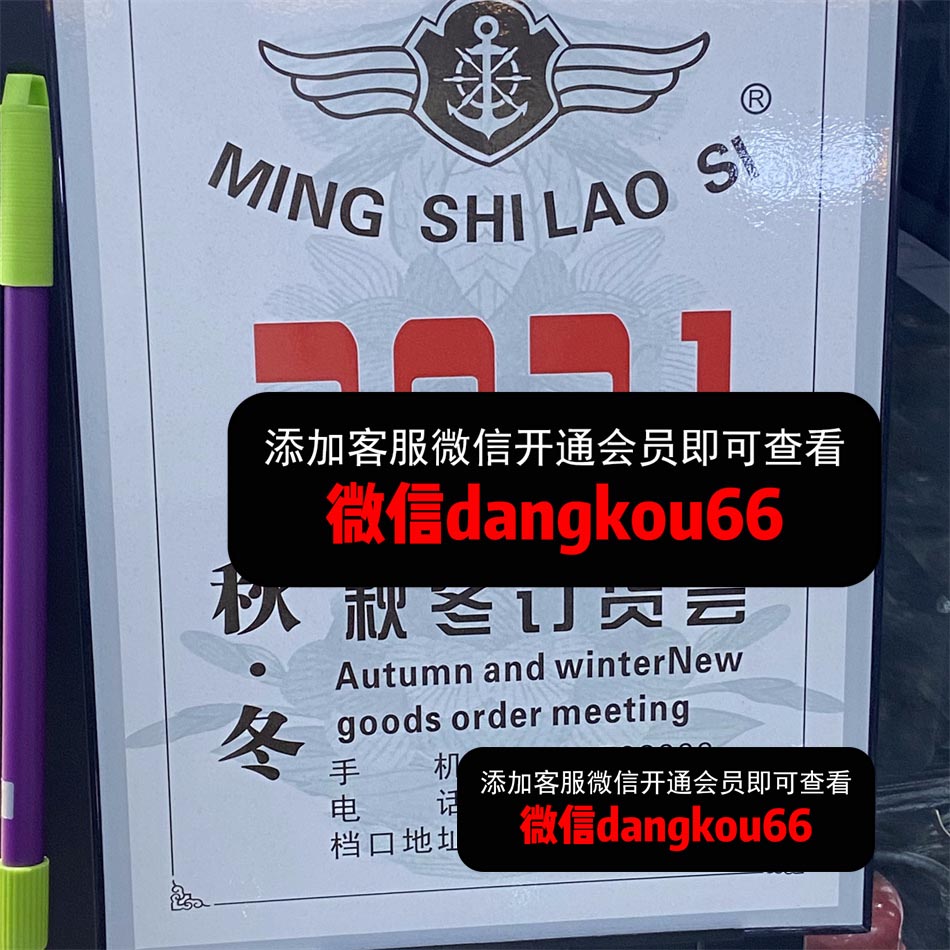 MING SHI LAO SI
®
2021
添加客服微信开通会员即可查看
微信dangkou66
秋·冬
秋冬订货会
Autumn and winterNew
goods order meeting
手 机
电 话
档口地址
添加客服微信开通会员即可查看
微信dangkou66